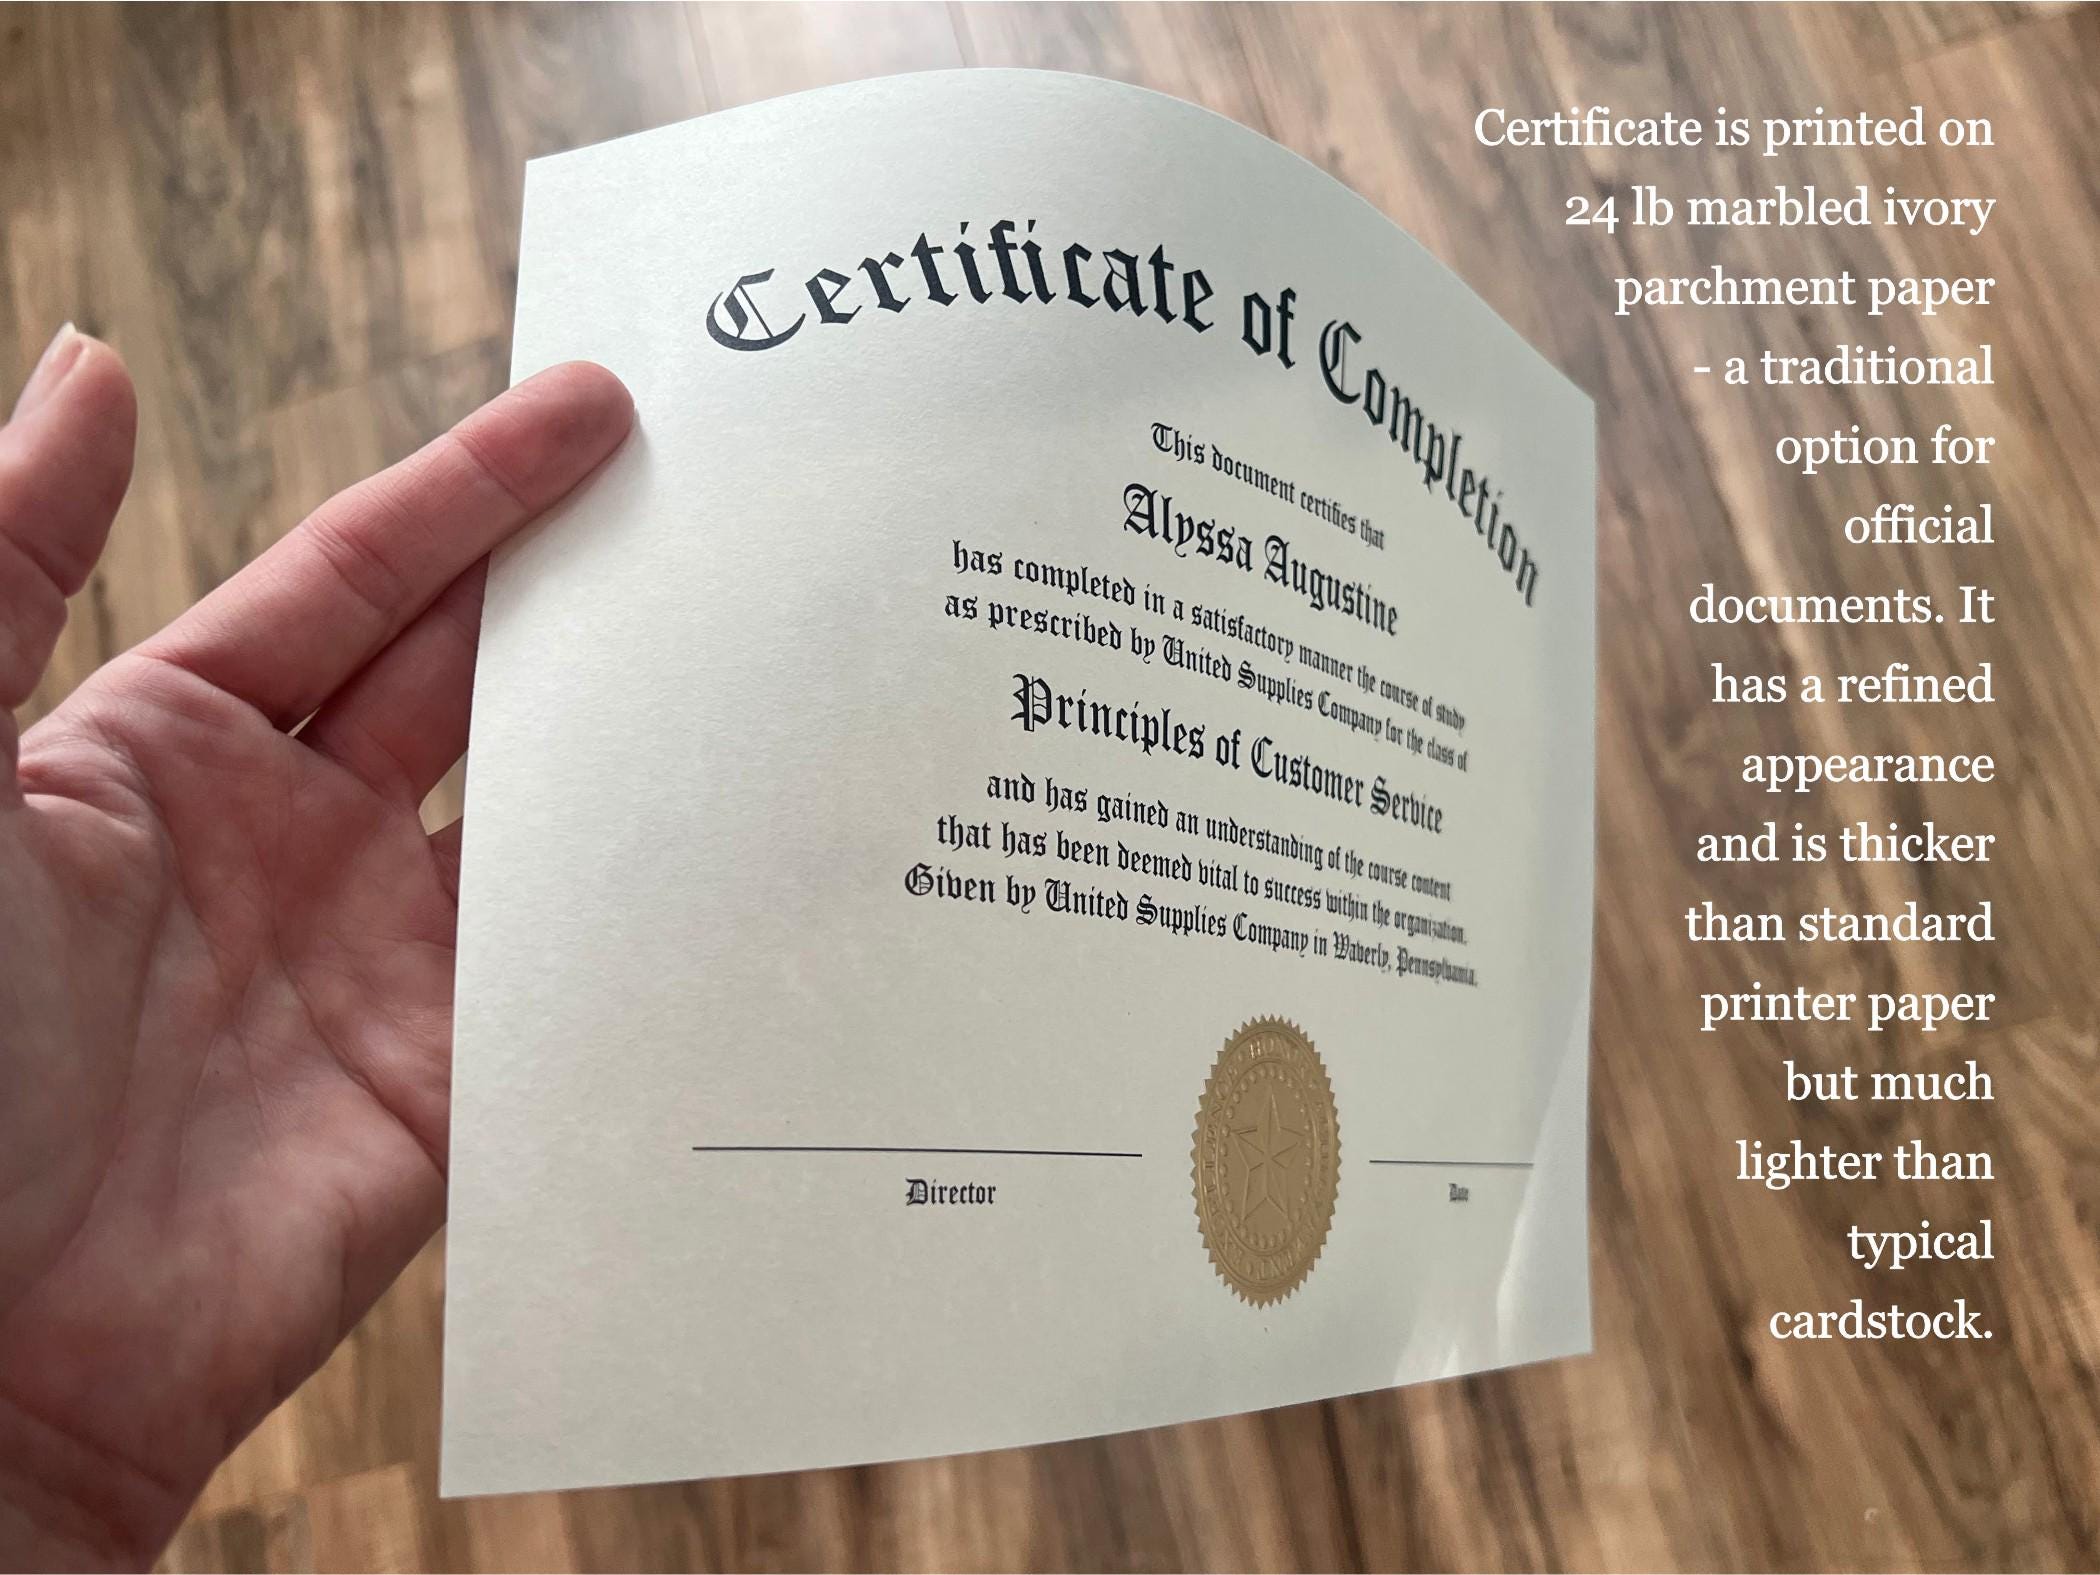 Certificate of Completion
This document certifies that
Alyssa Augustine
has completed in a satisfactory manner the course of study
as prescribed by United Supplies Company for the class of
Principles of Customer Service
and has gained an understanding of the course content
that has been deemed vital to success within the organization.
Given by United Supplies Company in Waverly, Pennsylvania.
Director
Date
Certificate is printed on
24 lb marbled ivory
parchment paper
- a traditional
option for
official
documents. It
has a refined
appearance
and is thicker
than standard
printer paper
but much
lighter than
typical
cardstock.